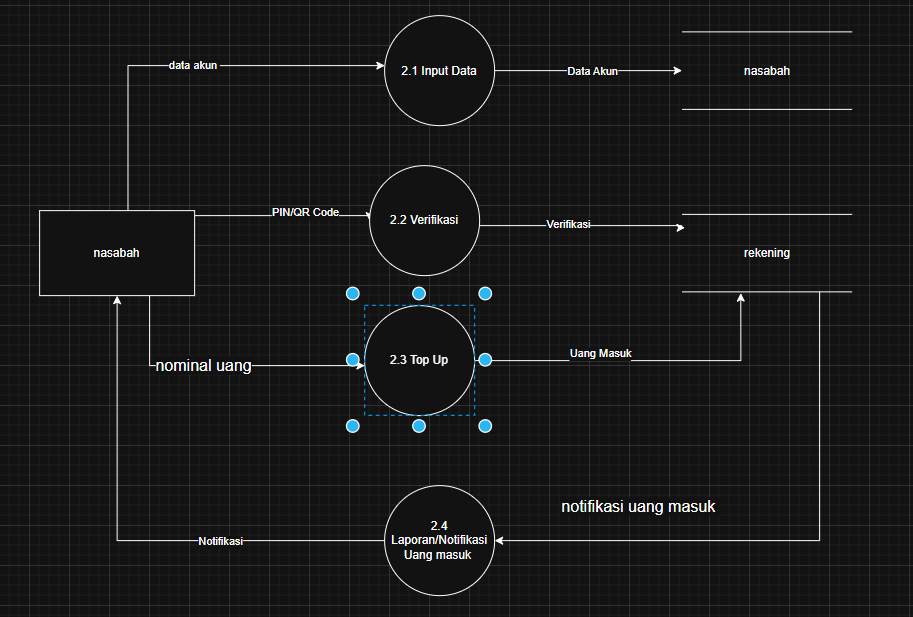 data akun
2.1 Input Data
Data Akun
nasabah
PIN/QR Code
2.2 Verifikasi
Verifikasi
nasabah
rekening
nominal uang
2.3 Top Up
Uang Masuk
notifikasi uang masuk
Notifikasi
2.4
Laporan/Notifikasi
Uang masuk